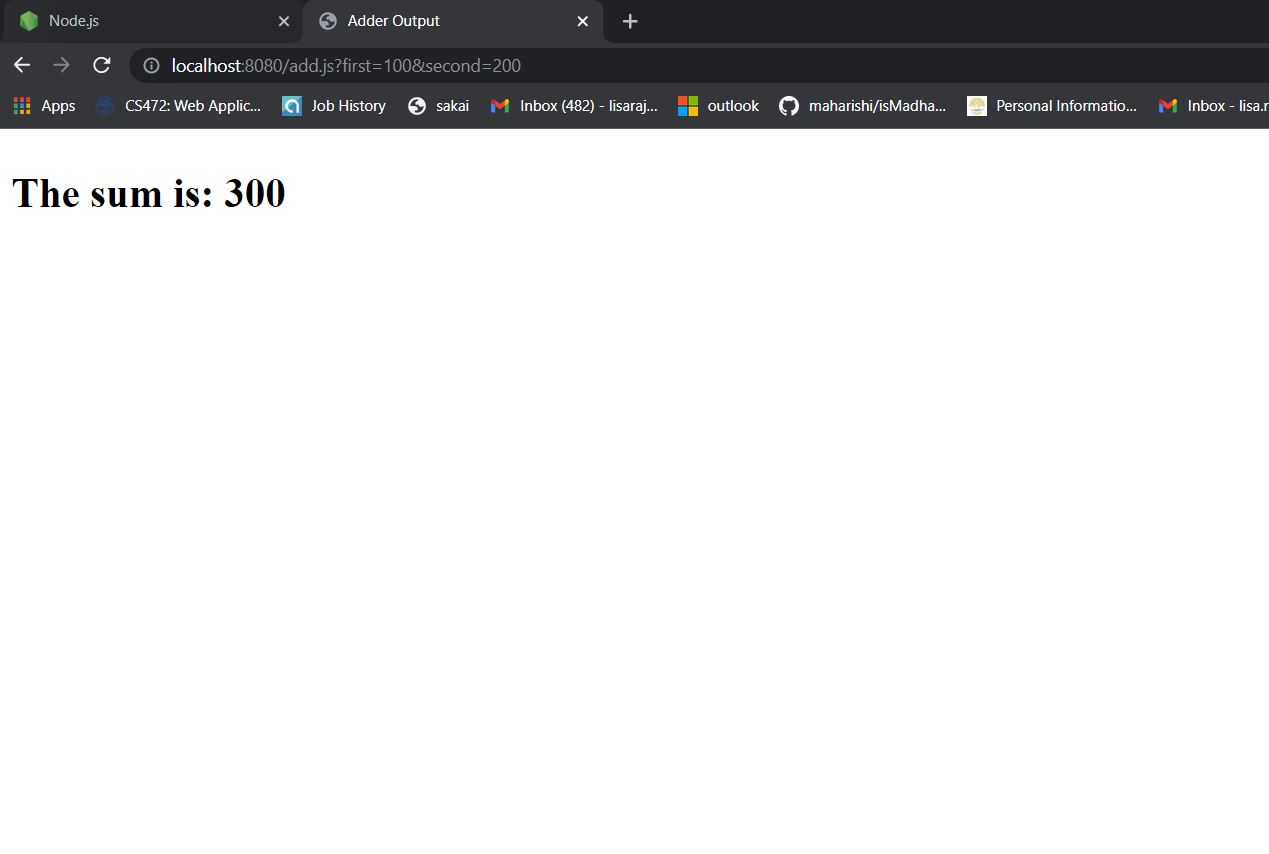 Node.js Adder Output
localhost:8080/add.js?first=100&second=200
Apps CS472: Web Applic... Job History sakai Inbox (482) - lisaraj... outlook maharishi/isMadha... Personal Informatio... Inbox - lisa.r
The sum is: 300